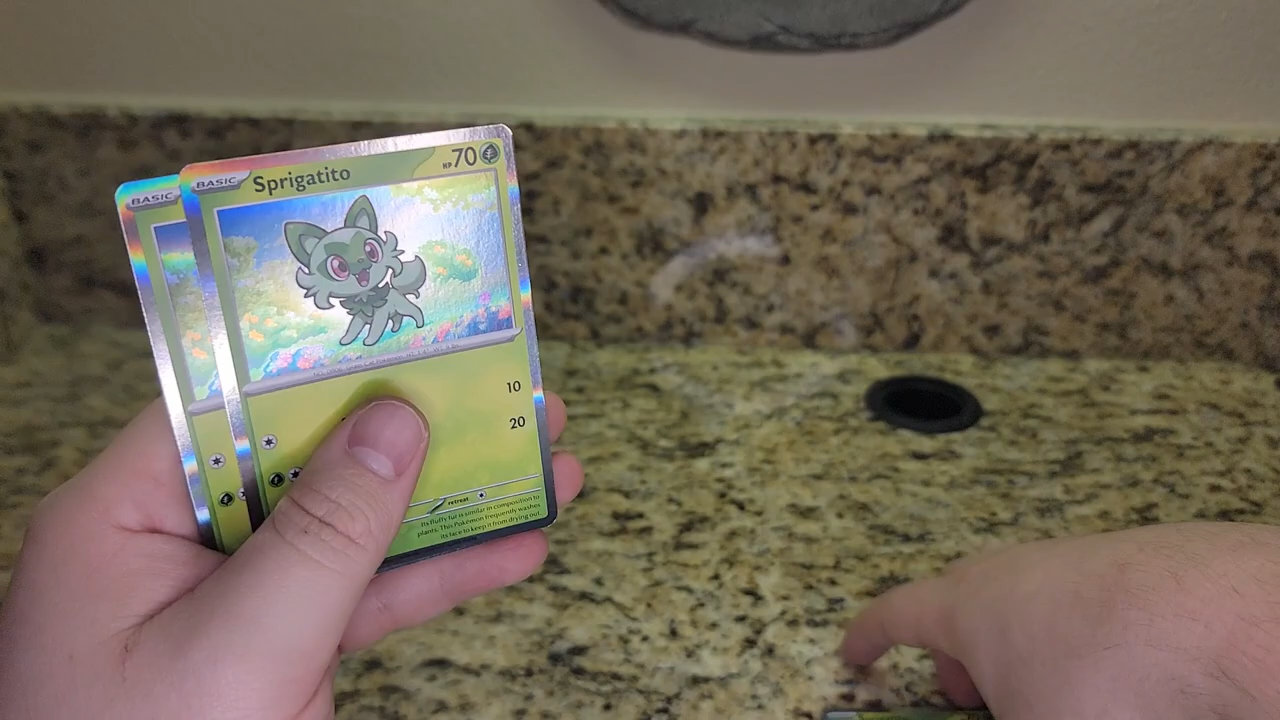 BASIC
BASIC
Sprigatito
HP 70
10
20
retreat
Its fluffy fur is similar in composition to
plants. This Pokémon frequently washes
its face to keep it from drying out.